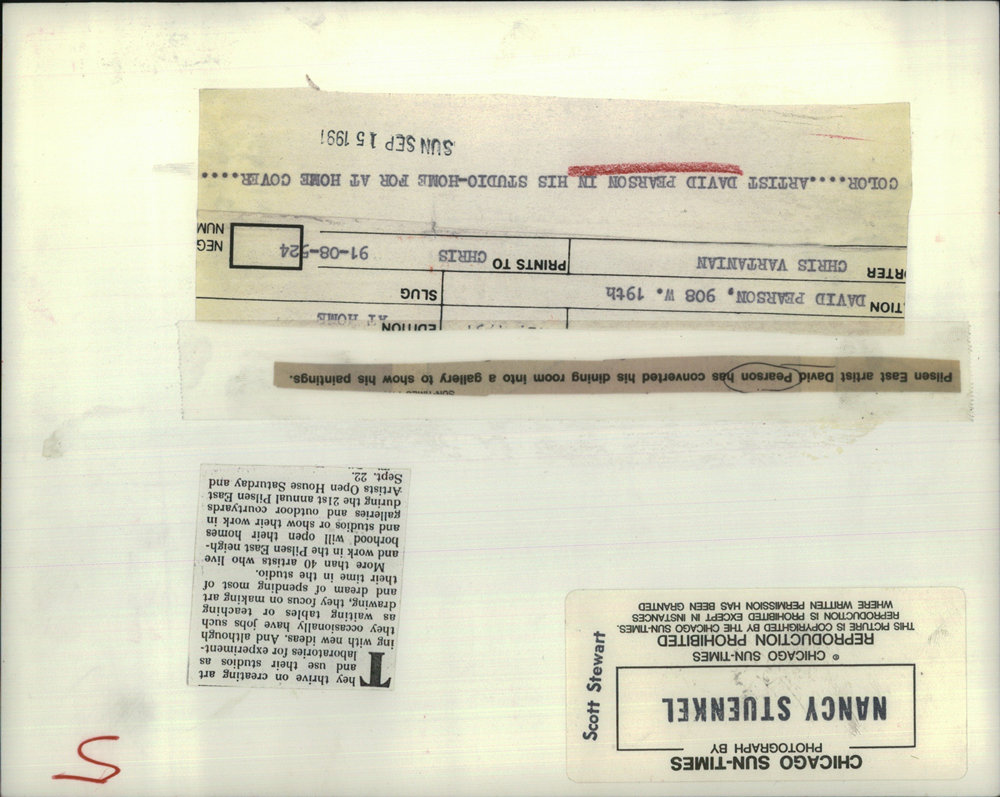 CHICAGO SUN-TIMES
PHOTOGRAPH BY
NANCY STUENKEL
© CHICAGO SUN-TIMES
REPRODUCTION PROHIBITED
THIS PICTURE IS COPYRIGHTED BY THE CHICAGO SUN-TIMES.
REPRODUCTION IS PROHIBITED EXCEPT IN INSTANCES
WHERE WRITTEN PERMISSION HAS BEEN GRANTED
Scott Stewart
They thrive on creating art
and use their studios as
laboratories for experiment-
ing with new ideas. And although
they occasionally have jobs such
as waiting tables or teaching
drawing, they focus on making art
and dream of spending most of
their time in the studio.
More than 40 artists who live
and work in the Pilsen East neigh-
borhood will open their homes
and studios or show their work in
galleries and outdoor courtyards
during the 21st annual Pilsen East
Artists Open House Saturday and
Sept. 22.
Pilsen East artist David Pearson has converted his dining room into a gallery to show his paintings.
EDITION AT HOME
TION DAVID PEARSON, 908 W. 19th SLUG
RTER CHRIS VARTANIAN PRINTS TO CHRIS 91-08-524 NEG
NUM
COLOR....ARTIST DAVID PEARSON IN HIS STUDIO-HOME FOR AT HOME COVER....
SUN SEP 15 1991